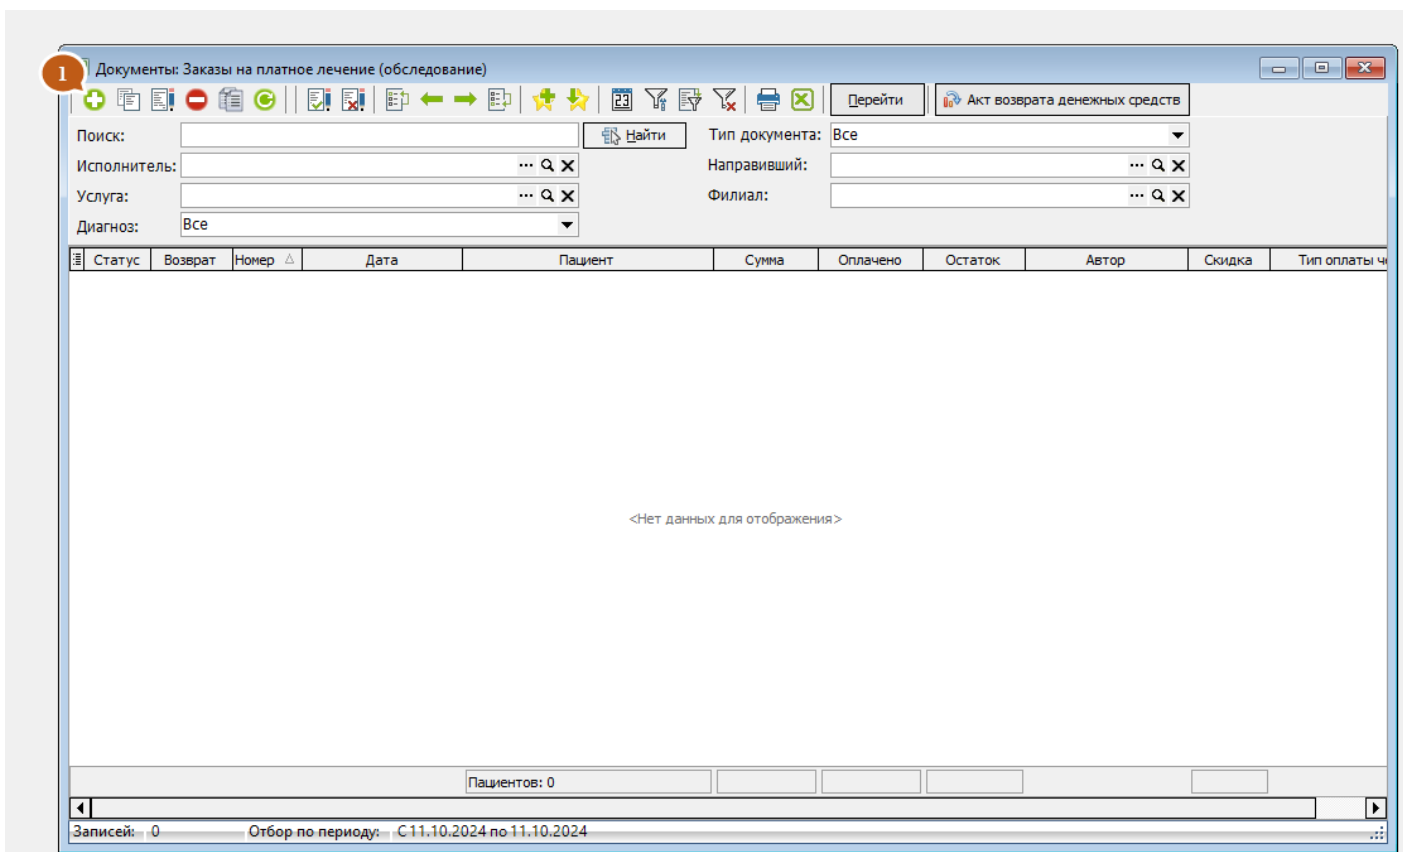 1
Документы: Заказы на платное лечение (обследование)
23 Перейти Акт возврата денежных средств
Поиск: Найти Тип документа: Все
Исполнитель: Направивший:
Услуга: Филиал:
Диагноз: Все
Статус Возврат Номер Дата Пациент Сумма Оплачено Остаток Автор Скидка Тип оплаты
<Нет данных для отображения>
Пациентов: 0
Записей: 0 Отбор по периоду: С 11.10.2024 по 11.10.2024